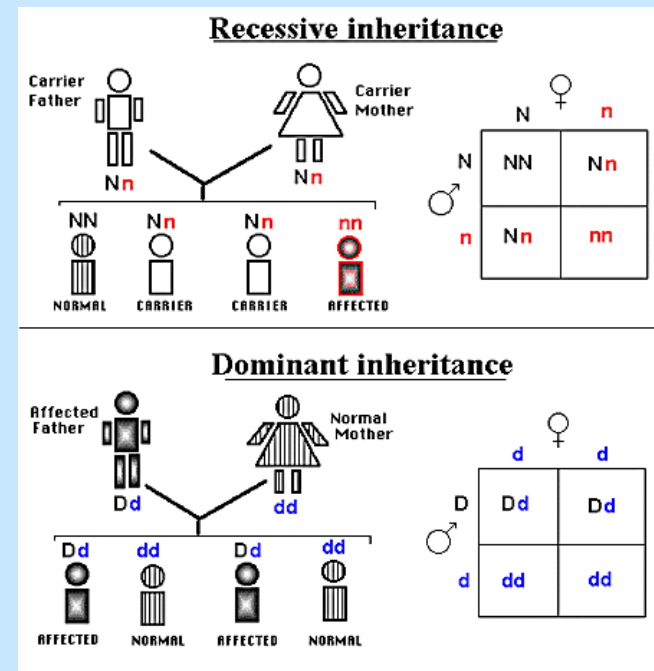 Recessive inheritance
Carrier
Father
Carrier
Mother
Nn
Nn
NN Nn Nn nn
NORMAL CARRIER CARRIER AFFECTED
♀
N n
N NN Nn
♂
n Nn nn
Dominant inheritance
Affected
Father
Normal
Mother
Dd
dd
Dd dd Dd dd
AFFECTED NORMAL AFFECTED NORMAL
♀
d d
D Dd Dd
♂
d dd dd